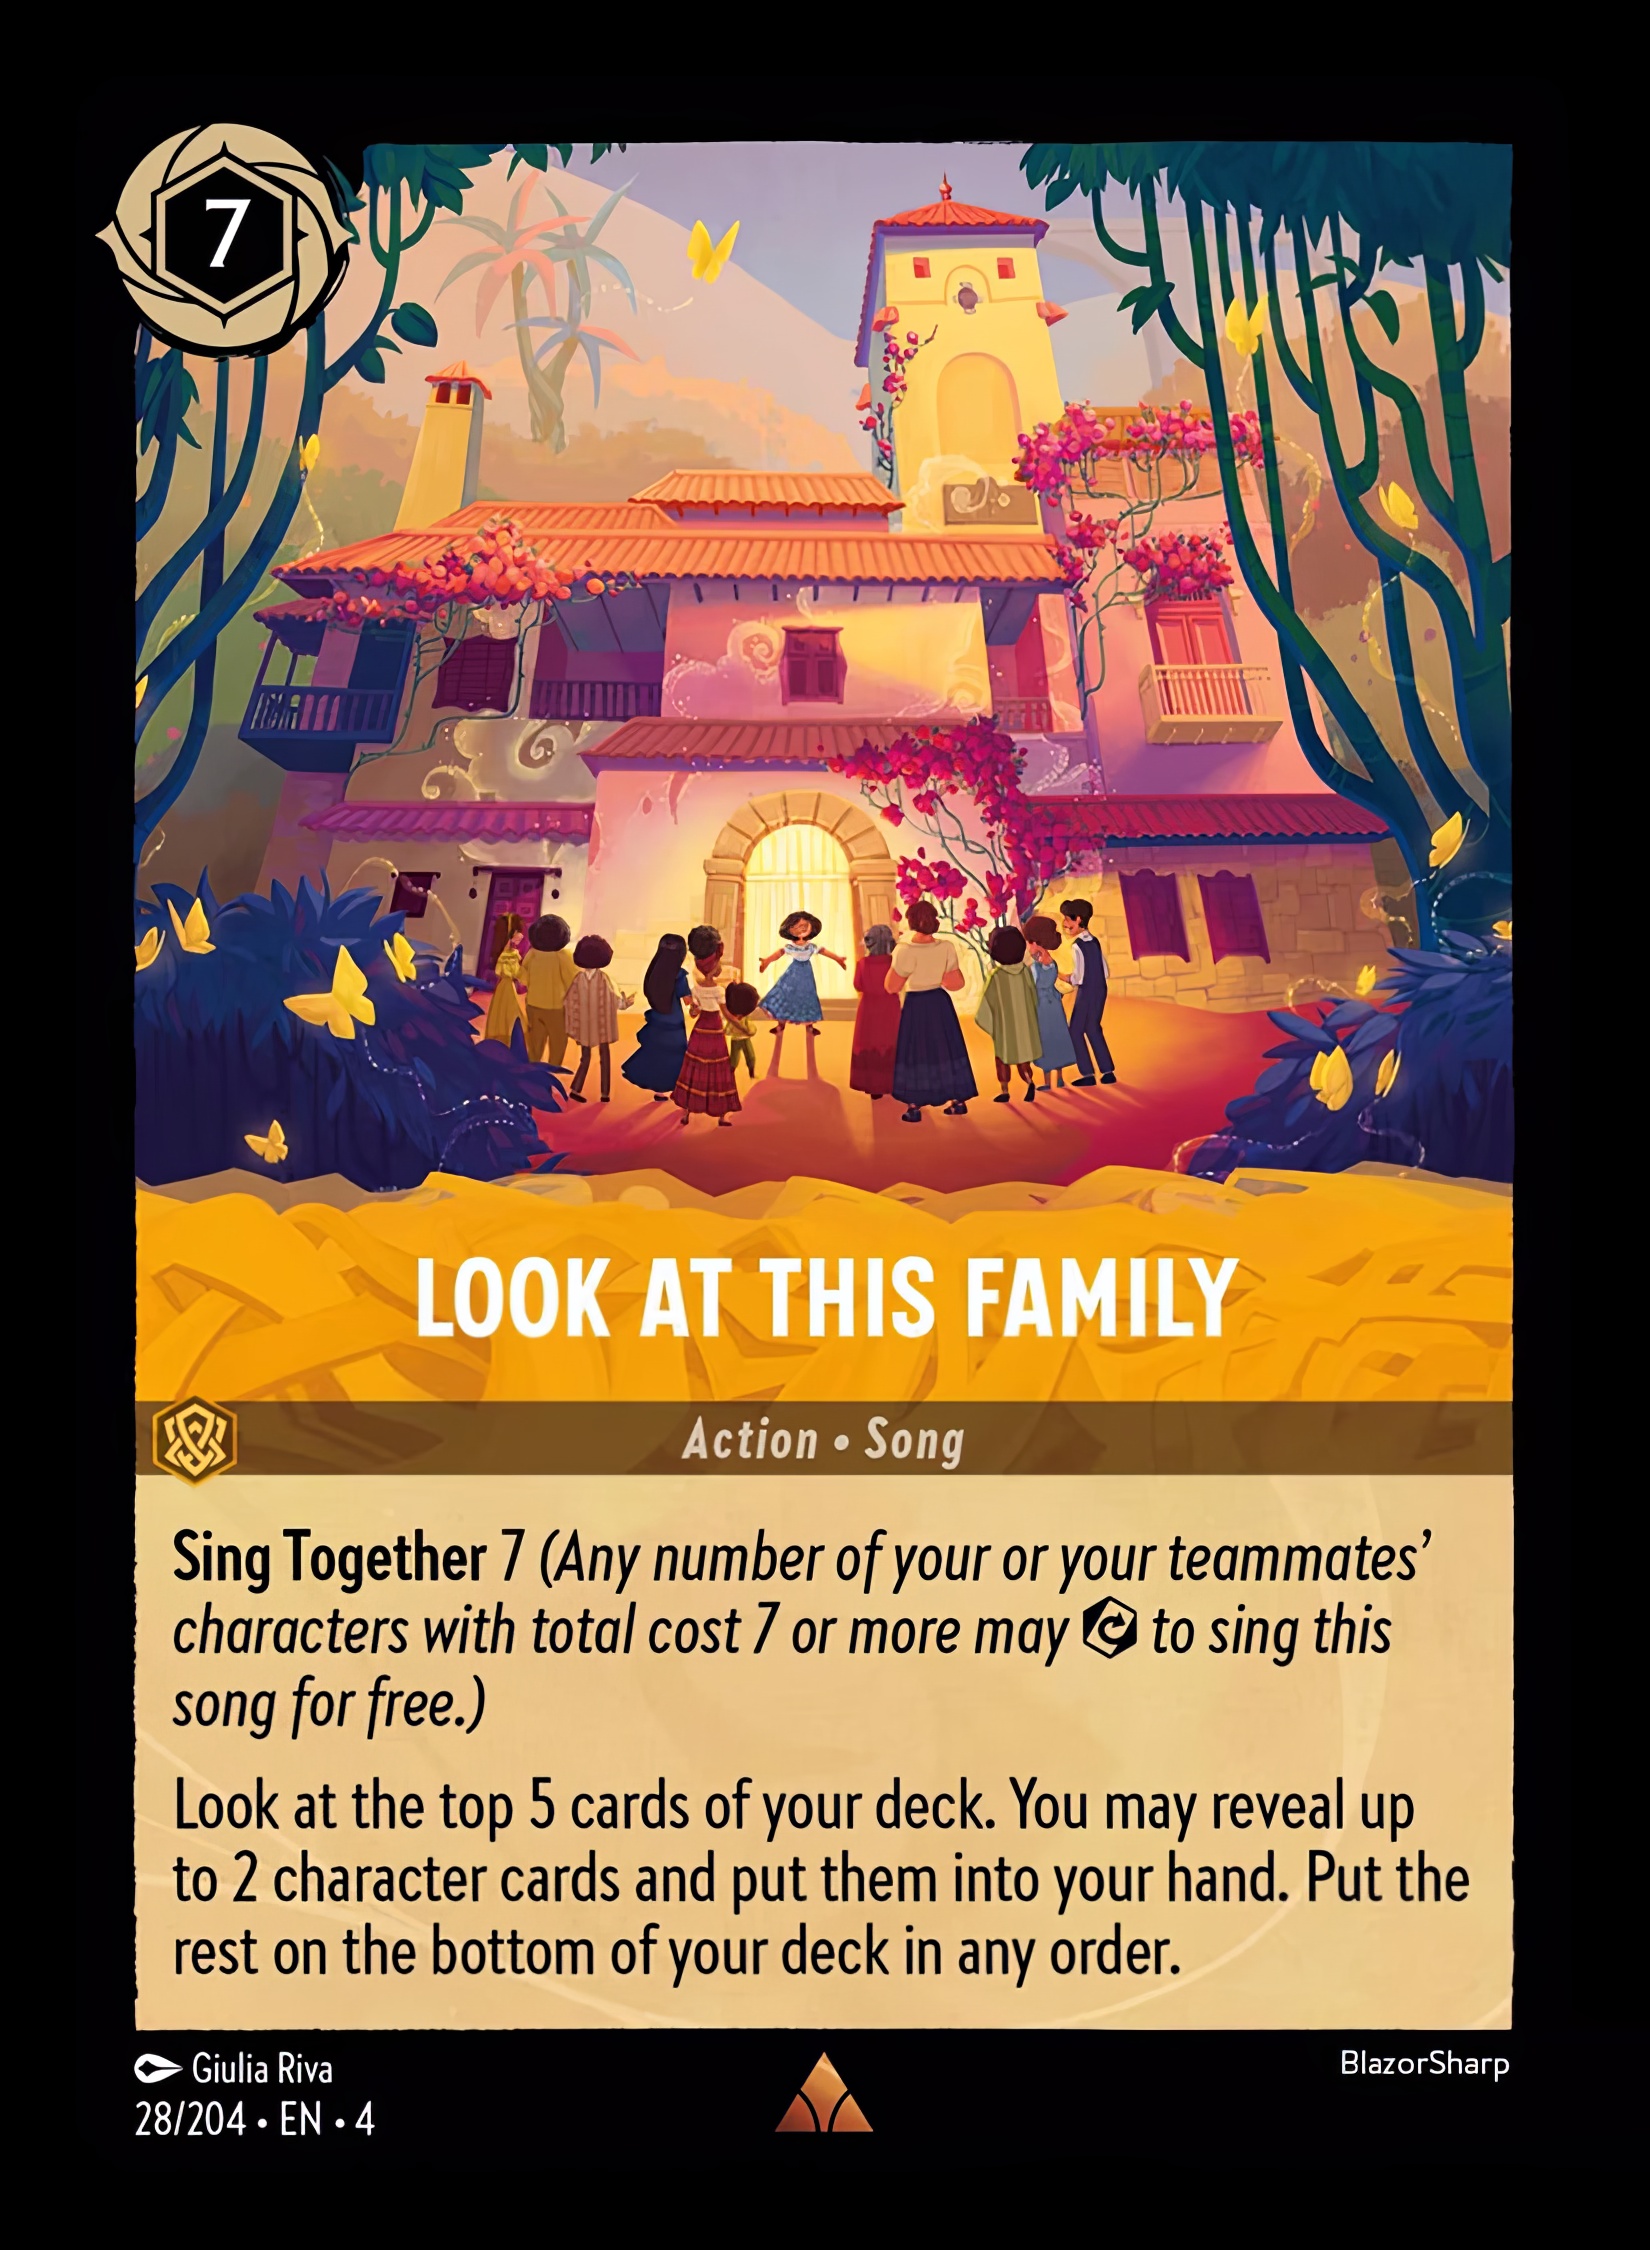 7
LOOK AT THIS FAMILY
Action • Song
Sing Together 7 (Any number of your or your teammates’
characters with total cost 7 or more may to sing this
song for free.)
Look at the top 5 cards of your deck. You may reveal up
to 2 character cards and put them into your hand. Put the
rest on the bottom of your deck in any order.
Giulia Riva
BlazorSharp
28/204 • EN • 4